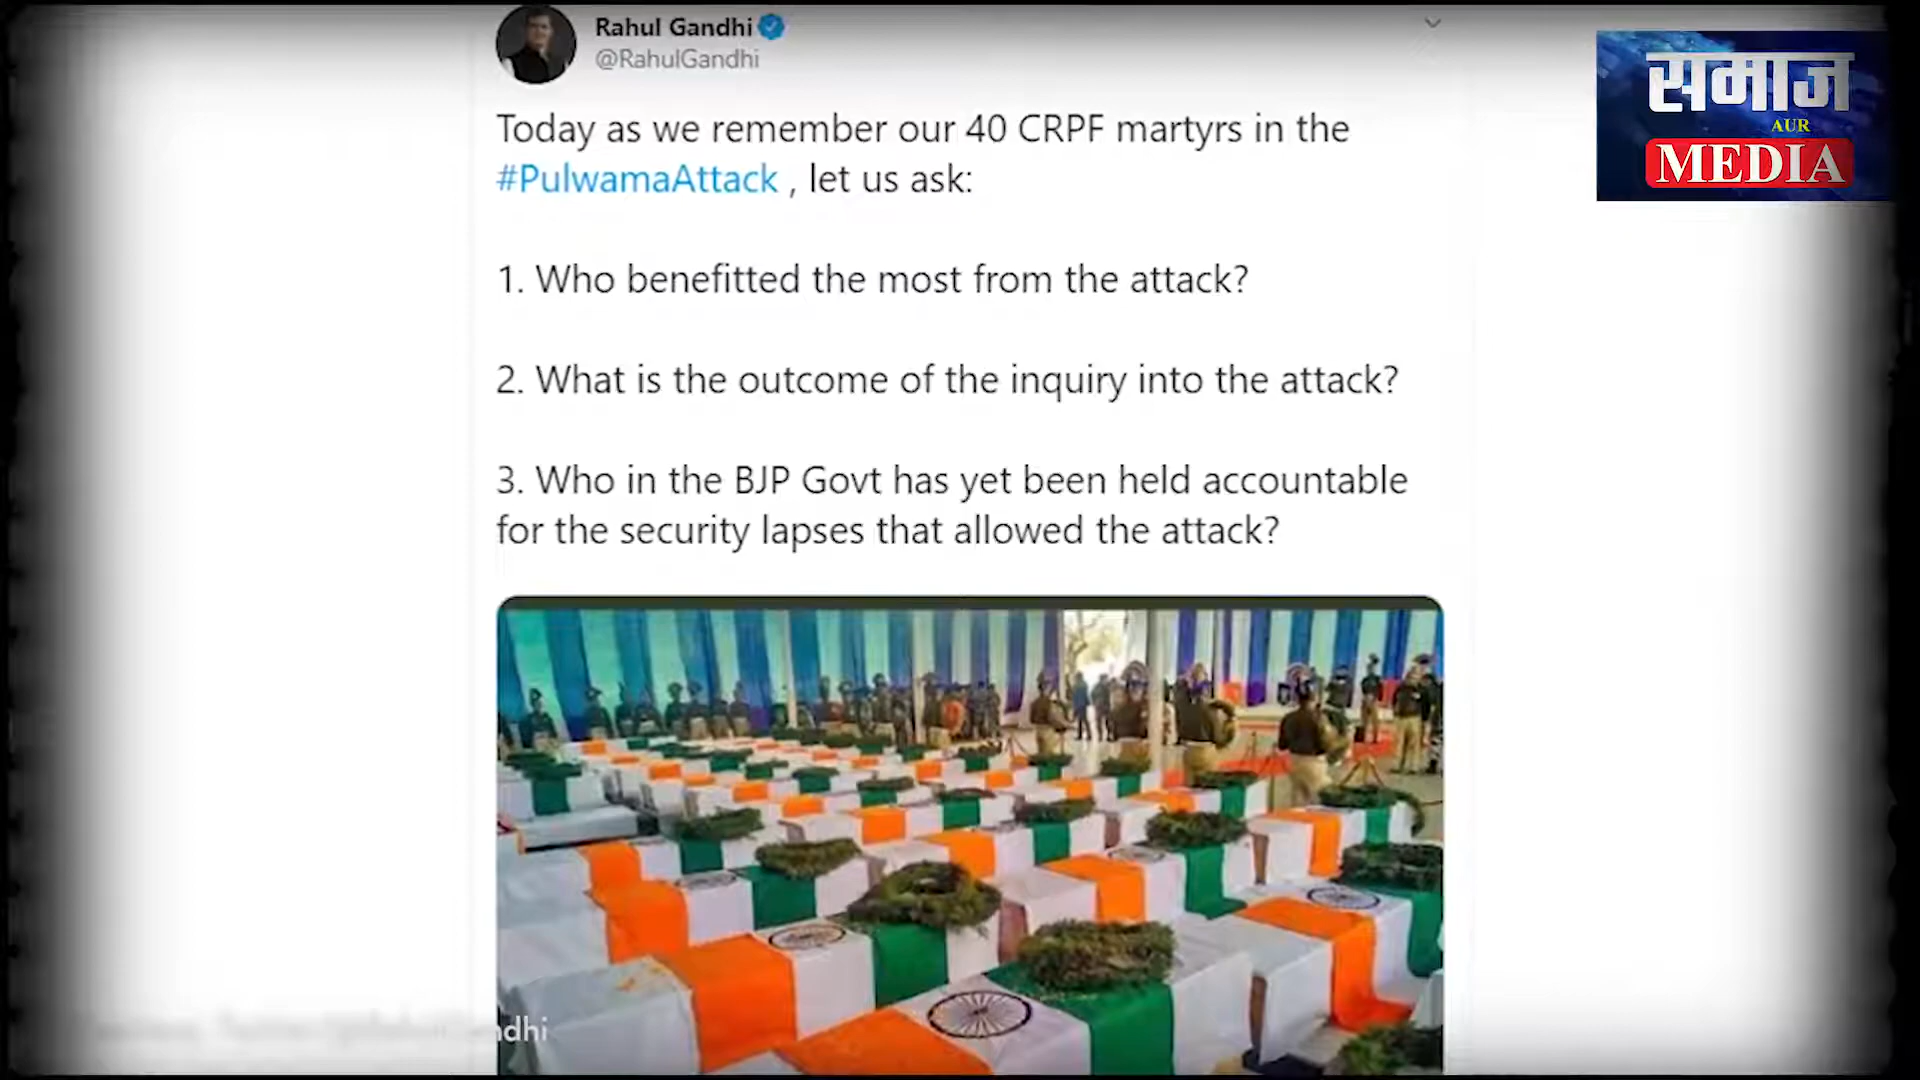 Rahul Gandhi
@RahulGandhi
समाज
AUR
MEDIA
Today as we remember our 40 CRPF martyrs in the
#PulwamaAttack , let us ask:
1. Who benefitted the most from the attack?
2. What is the outcome of the inquiry into the attack?
3. Who in the BJP Govt has yet been held accountable
for the security lapses that allowed the attack?